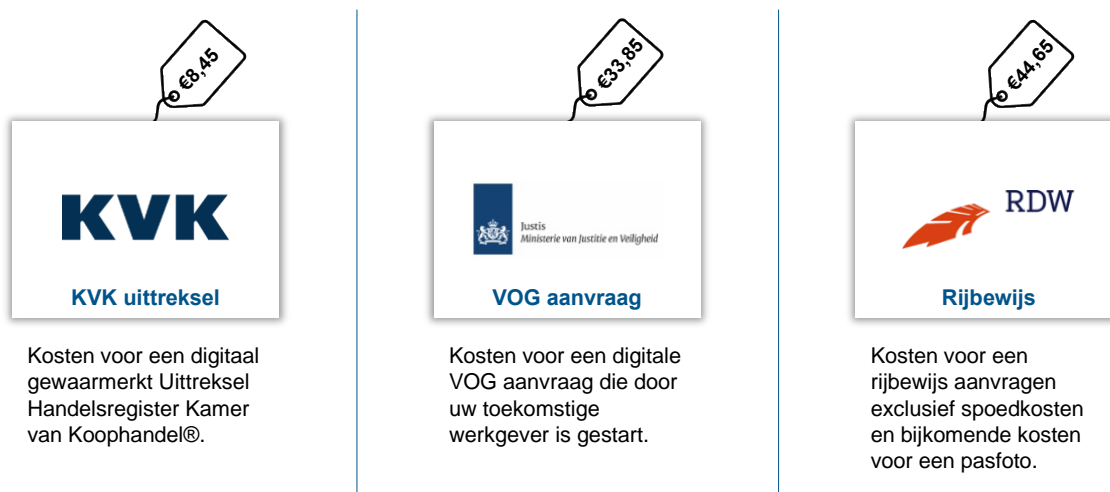 €8,45
KVK
KVK uittreksel
Kosten voor een digitaal
gewaarmerkt Uittreksel
Handelsregister Kamer
van Koophandel®.
€33,85
Justis
Ministerie van Justitie en Veiligheid
VOG aanvraag
Kosten voor een digitale
VOG aanvraag die door
uw toekomstige
werkgever is gestart.
€44,65
RDW
Rijbewijs
Kosten voor een
rijbewijs aanvragen
exclusief spoedkosten
en bijkomende kosten
voor een pasfoto.